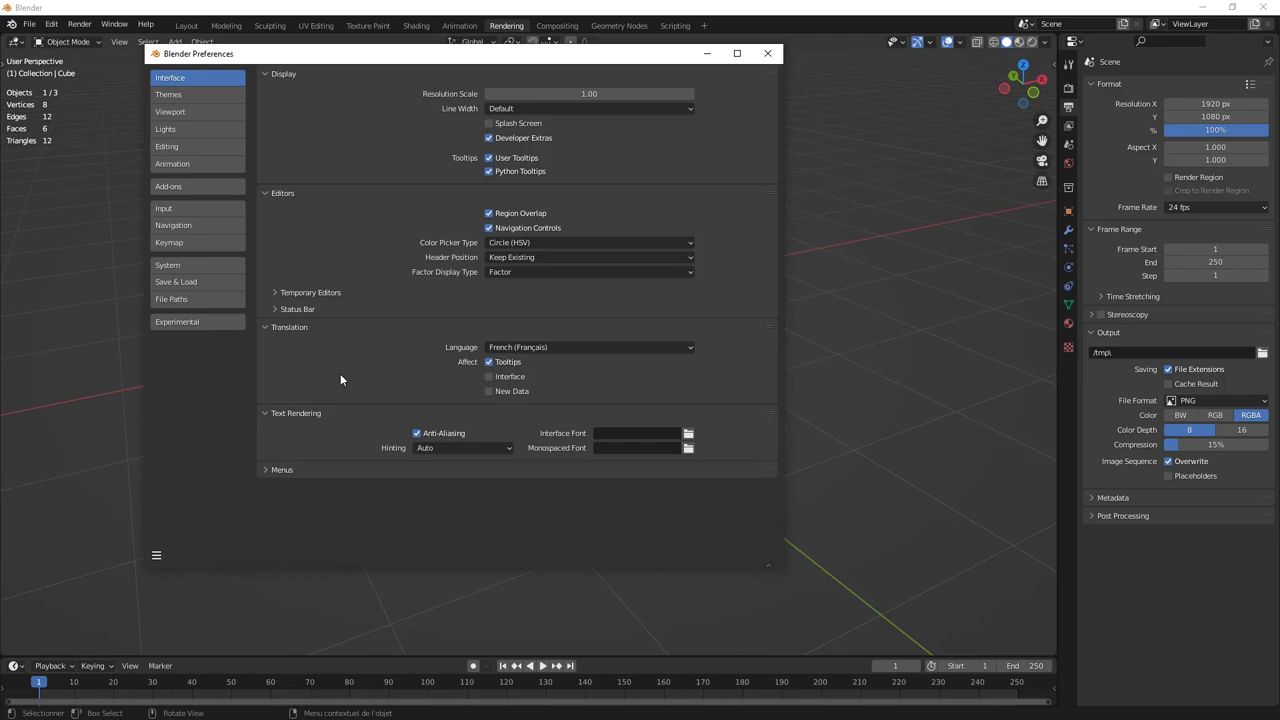 Blender
File Edit Render Window Help Layout Modeling Sculpting UV Editing Texture Paint Shading Animation Rendering Compositing Geometry Nodes Scripting + Scene ViewLayer
Object Mode View Select Add Object Global
User Perspective
(1) Collection | Cube
Objects 1 / 3
Vertices 8
Edges 12
Faces 6
Triangles 12
Blender Preferences
Interface
Themes
Viewport
Lights
Editing
Animation
Add-ons
Input
Navigation
Keymap
System
Save & Load
File Paths
Experimental
Display
Resolution Scale 1.00
Line Width Default
Splash Screen
Developer Extras
Tooltips User Tooltips
Python Tooltips
Editors
Region Overlap
Navigation Controls
Color Picker Type Circle (HSV)
Header Position Keep Existing
Factor Display Type Factor
Temporary Editors
Status Bar
Translation
Language French (Français)
Affect Tooltips
Interface
New Data
Text Rendering
Anti-Aliasing Interface Font
Hinting Auto Monospaced Font
Menus
Z
Y X
Scene
Format
Resolution X 1920 px
Y 1080 px
% 100%
Aspect X 1.000
Y 1.000
Render Region
Crop to Render Region
Frame Rate 24 fps
Frame Range
Frame Start 1
End 250
Step 1
Time Stretching
Stereoscopy
Output
/tmp\
Saving File Extensions
Cache Result
File Format PNG
Color BW RGB RGBA
Color Depth 8 16
Compression 15%
Image Sequence Overwrite
Placeholders
Metadata
Post Processing
Playback Keying View Marker 1 Start 1 End 250
1 10 20 30 40 50 60 70 80 90 100 110 120 130 140 150 160 170 180 190 200 210 220 230 240 250
Sélectionner Box Select Rotate View Menu contextuel de l'objet